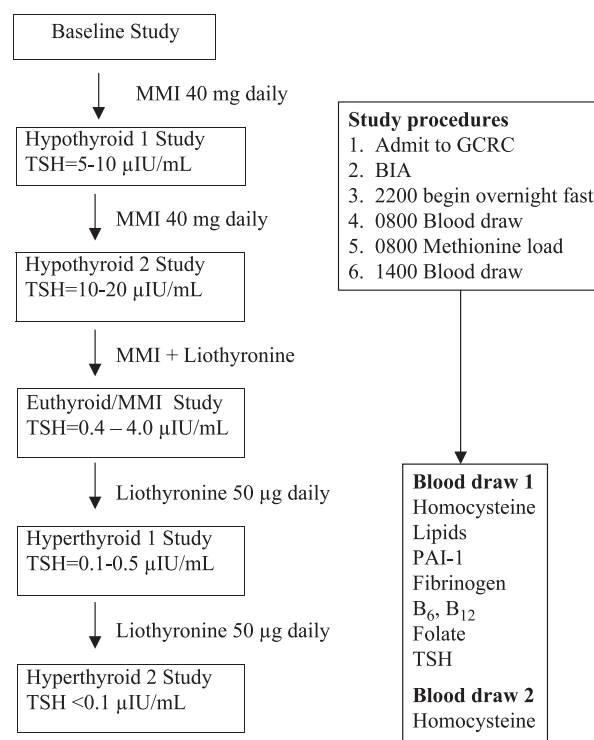 Baseline Study
MMI 40 mg daily
Hypothyroid 1 Study
TSH=5-10 µIU/mL
MMI 40 mg daily
Hypothyroid 2 Study
TSH=10-20 µIU/mL
MMI + Liothyronine
Euthyroid/MMI Study
TSH=0.4 – 4.0 µIU/mL
Liothyronine 50 µg daily
Hyperthyroid 1 Study
TSH=0.1-0.5 µIU/mL
Liothyronine 50 µg daily
Hyperthyroid 2 Study
TSH <0.1 µIU/mL
Study procedures
1. Admit to GCRC
2. BIA
3. 2200 begin overnight fast
4. 0800 Blood draw
5. 0800 Methionine load
6. 1400 Blood draw
Blood draw 1
Homocysteine
Lipids
PAI-1
Fibrinogen
B6, B12
Folate
TSH
Blood draw 2
Homocysteine